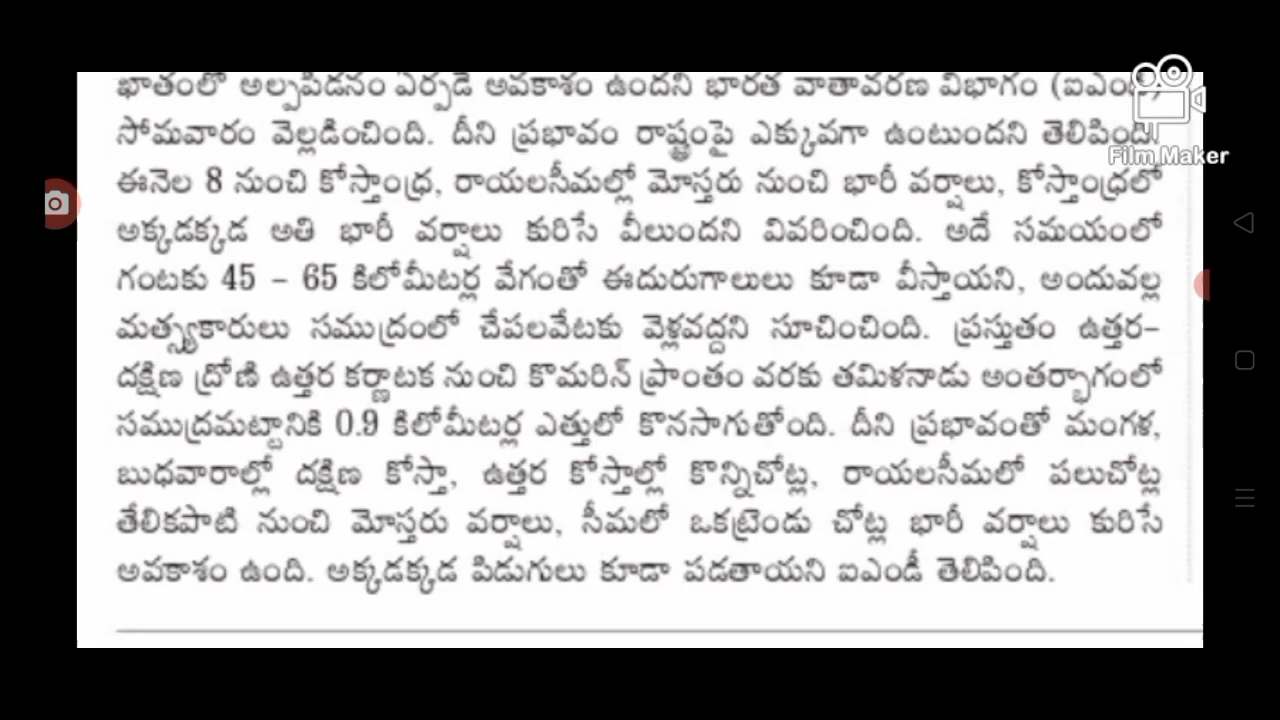 ఖాతంలో అల్పపీడనం ఏర్పడే అవకాశం ఉందని భారత వాతావరణ విభాగం (ఐఎండీ)
సోమవారం వెల్లడించింది. దీని ప్రభావం రాష్ట్రంపై ఎక్కువగా ఉంటుందని తెలిపింది.
Film Maker
ఈనెల 8 నుంచి కోస్తాంధ్ర, రాయలసీమల్లో మోస్తరు నుంచి భారీ వర్షాలు, కోస్తాంధ్రలో
అక్కడక్కడ అతి భారీ వర్షాలు కురిసే వీలుందని వివరించింది. అదే సమయంలో
గంటకు 45 – 65 కిలోమీటర్ల వేగంతో ఈదురుగాలులు కూడా వీస్తాయని, అందువల్ల
మత్స్యకారులు సముద్రంలో చేపలవేటకు వెళ్లవద్దని సూచించింది. ప్రస్తుతం ఉత్తర–
దక్షిణ ద్రోణి ఉత్తర కర్ణాటక నుంచి కొమరిన్ ప్రాంతం వరకు తమిళనాడు అంతర్భాగంలో
సముద్రమట్టానికి 0.9 కిలోమీటర్ల ఎత్తులో కొనసాగుతోంది. దీని ప్రభావంతో మంగళ,
బుధవారాల్లో దక్షిణ కోస్తా, ఉత్తర కోస్తాల్లో కొన్నిచోట్ల, రాయలసీమలో పలుచోట్ల
తేలికపాటి నుంచి మోస్తరు వర్షాలు, సీమలో ఒకట్రెండు చోట్ల భారీ వర్షాలు కురిసే
అవకాశం ఉంది. అక్కడక్కడ పిడుగులు కూడా పడతాయని ఐఎండీ తెలిపింది.